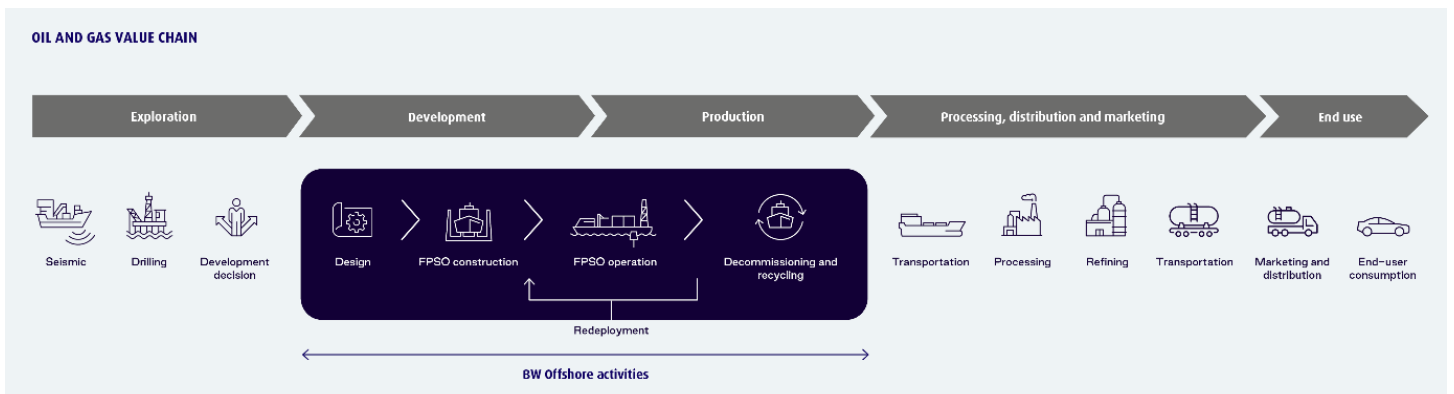 OIL AND GAS VALUE CHAIN
Exploration
Development
Production
Processing, distribution and marketing
End use
Seismic
Drilling
Development
decision
Design
FPSO construction
FPSO operation
Decommissioning and
recycling
Transportation
Processing
Refining
Transportation
Marketing and
distribution
End-user
consumption
Redeployment
BW Offshore activities